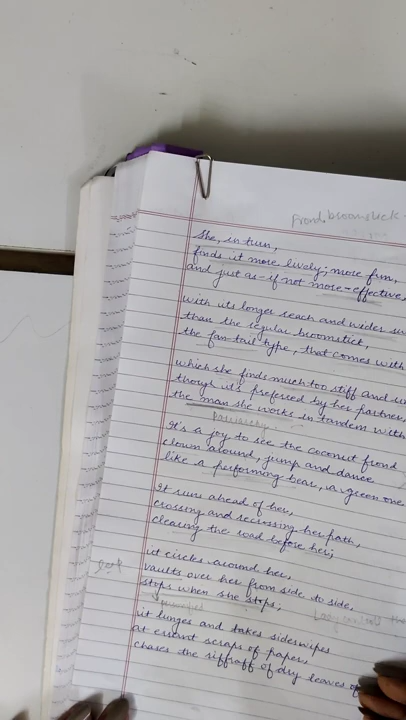 Frond. broomstick
She, in turn,
finds it more lively; more fun,
and just as - if not more - effective,
with its longer reach and wider
than the regular broomstick,
the fan-tail type, that comes with
which she finds much too stiff and
though it's preferred by her partner,
the man she works in tandem with
Patriarchy
It's a joy to see the coconut frond
clown around, jump and dance
like a performing bear, a green one
It runs ahead of her,
crossing and recrossing her path,
clearing the road before her;
it circles around her,
vaults over her from side to side,
stops when she stops;
it lunges and takes sideswipes
at errant scraps of paper,
chases the riffraff of dry leaves